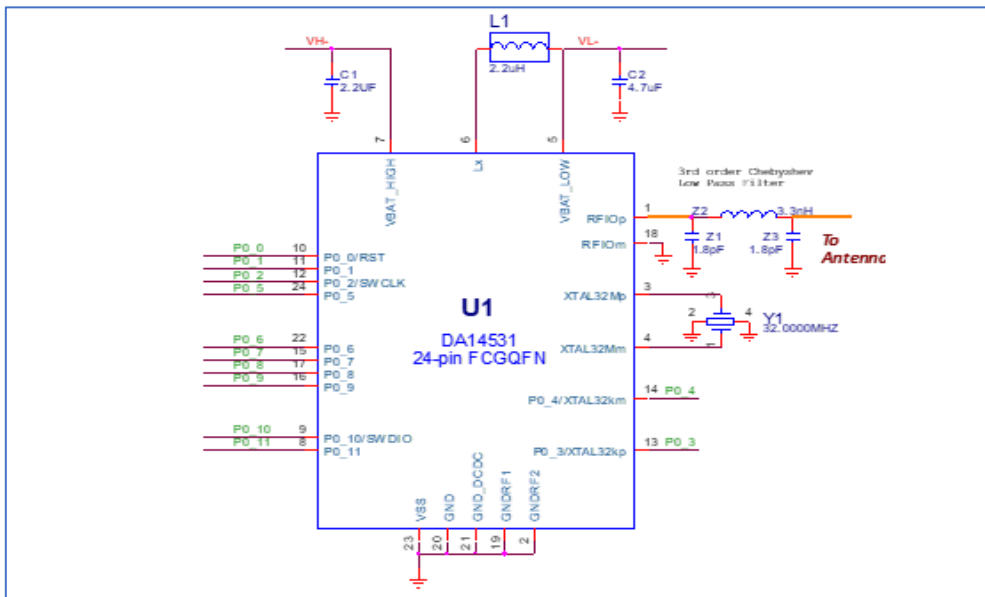 L1
VH-
VL-
2.2uH
C1
2.2UF
C2
4.7uF
7
6
5
VBAT_HIGH
Lx
VBAT_LOW
3rd order Chebyshev
Low Pass Filter
RFIOp
1
Z2
3.3nH
RFIOm
18
Z1
1.8pF
Z3
1.8pF
To
Antenna
P0_0
10
P0_0/RST
P0_1
11
P0_1
P0_2
12
P0_2/SWCLK
P0_5
24
P0_5
XTAL32Mp
3
3
U1
2
4
Y1
32.0000MHZ
DA14531
24-pin FCGQFN
XTAL32Mm
4
1
P0_6
22
P0_6
P0_7
15
P0_7
P0_8
17
P0_8
P0_9
16
P0_9
P0_4/XTAL32km
14
P0_4
P0_10
9
P0_10/SWDIO
P0_11
8
P0_11
P0_3/XTAL32kp
13
P0_3
VSS
GND
GND_DCDC
GNDRF1
GNDRF2
23
20
21
19
2